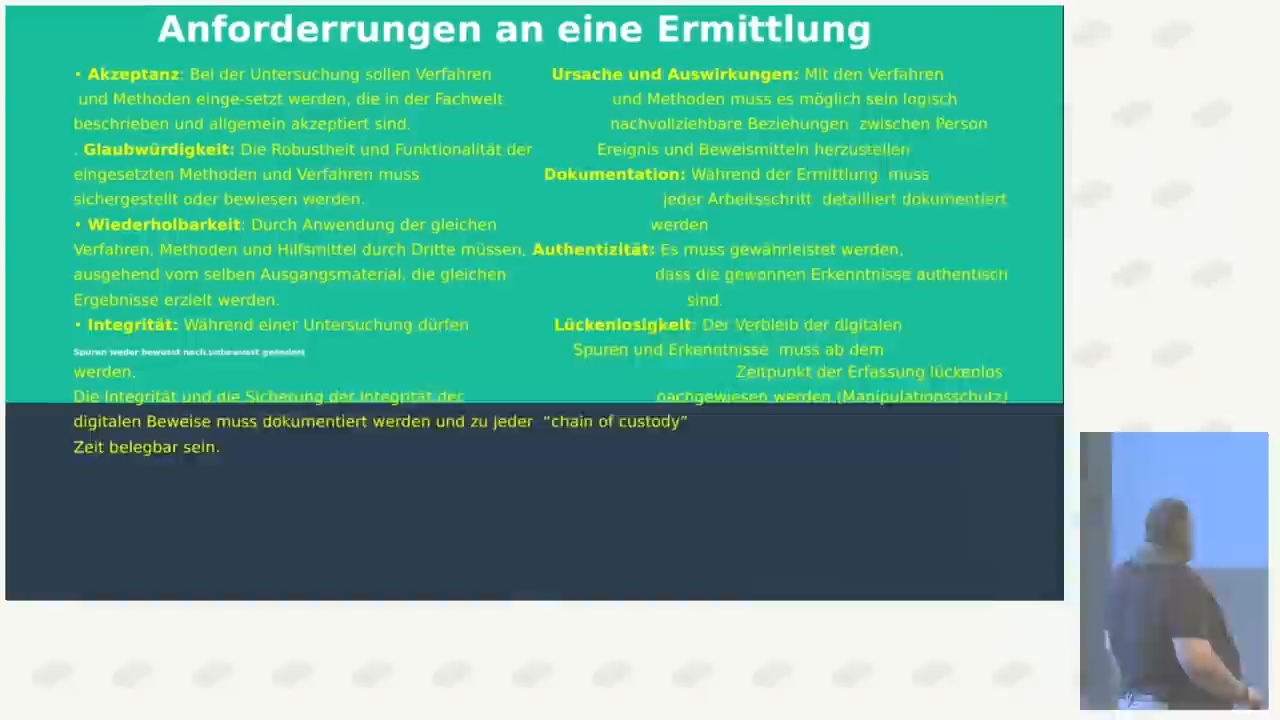 Anforderrungen an eine Ermittlung
• Akzeptanz: Bei der Untersuchung sollen Verfahren
und Methoden einge-setzt werden, die in der Fachwelt
beschrieben und allgemein akzeptiert sind.
. Glaubwürdigkeit: Die Robustheit und Funktionalität der
eingesetzten Methoden und Verfahren muss
sichergestellt oder bewiesen werden.
• Wiederholbarkeit: Durch Anwendung der gleichen
Verfahren, Methoden und Hilfsmittel durch Dritte müssen,
ausgehend vom selben Ausgangsmaterial, die gleichen
Ergebnisse erzielt werden.
• Integrität: Während einer Untersuchung dürfen
Spuren weder bewusst noch unbewusst geändert
werden.
Die Integrität und die Sicherung der Integrität der
digitalen Beweise muss dokumentiert werden und zu jeder "chain of custody"
Zeit belegbar sein.
Ursache und Auswirkungen: Mit den Verfahren
und Methoden muss es möglich sein logisch
nachvollziehbare Beziehungen zwischen Person
Ereignis und Beweismitteln herzustellen
Dokumentation: Während der Ermittlung muss
jeder Arbeitsschritt detailliert dokumentiert
werden
Authentizität: Es muss gewährleistet werden,
dass die gewonnen Erkenntnisse authentisch
sind.
Lückenlosigkeit: Der Verbleib der digitalen
Spuren und Erkenntnisse muss ab dem
Zeitpunkt der Erfassung lückenlos
nachgewiesen werden.(Manipulationsschutz)